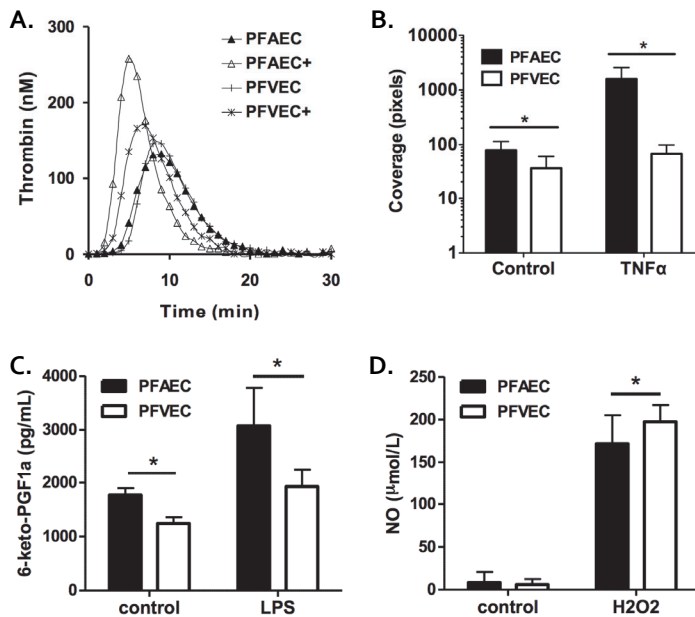 A.
300
200
100
0
Thrombin (nM)
0 10 20 30
Time (min)
PFAEC
PFAEC+
PFVEC
PFVEC+
B.
PFAEC
PFVEC
10000
1000
100
10
1
Coverage (pixels)
* *
Control TNFα
C.
PFAEC
PFVEC
4000
3000
2000
1000
0
6-keto-PGF1a (pg/mL)
* *
control LPS
D.
PFAEC
PFVEC
250
200
150
100
50
0
NO (μmol/L)
*
control H2O2